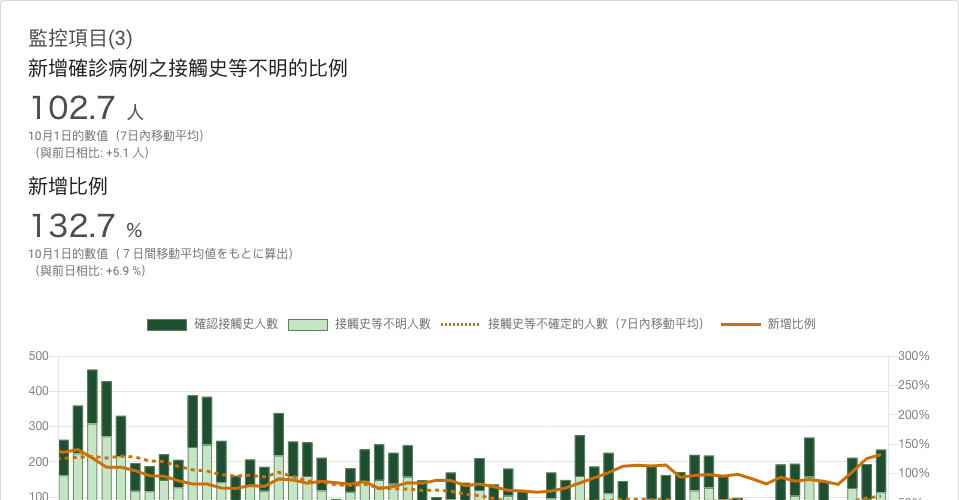 監控項目(3)
新增確診病例之接觸史等不明的比例
102.7 人
10月1日的數值（7日內移動平均）
（與前日相比: +5.1 人）
新增比例
132.7 %
10月1日的數值（７日間移動平均値をもとに算出）
（與前日相比: +6.9 %）
確認接觸史人數 接觸史等不明人數 接觸史等不確定的人數（7日內移動平均） 新增比例
500 300%
250%
400
200%
300
150%
200
100%
100